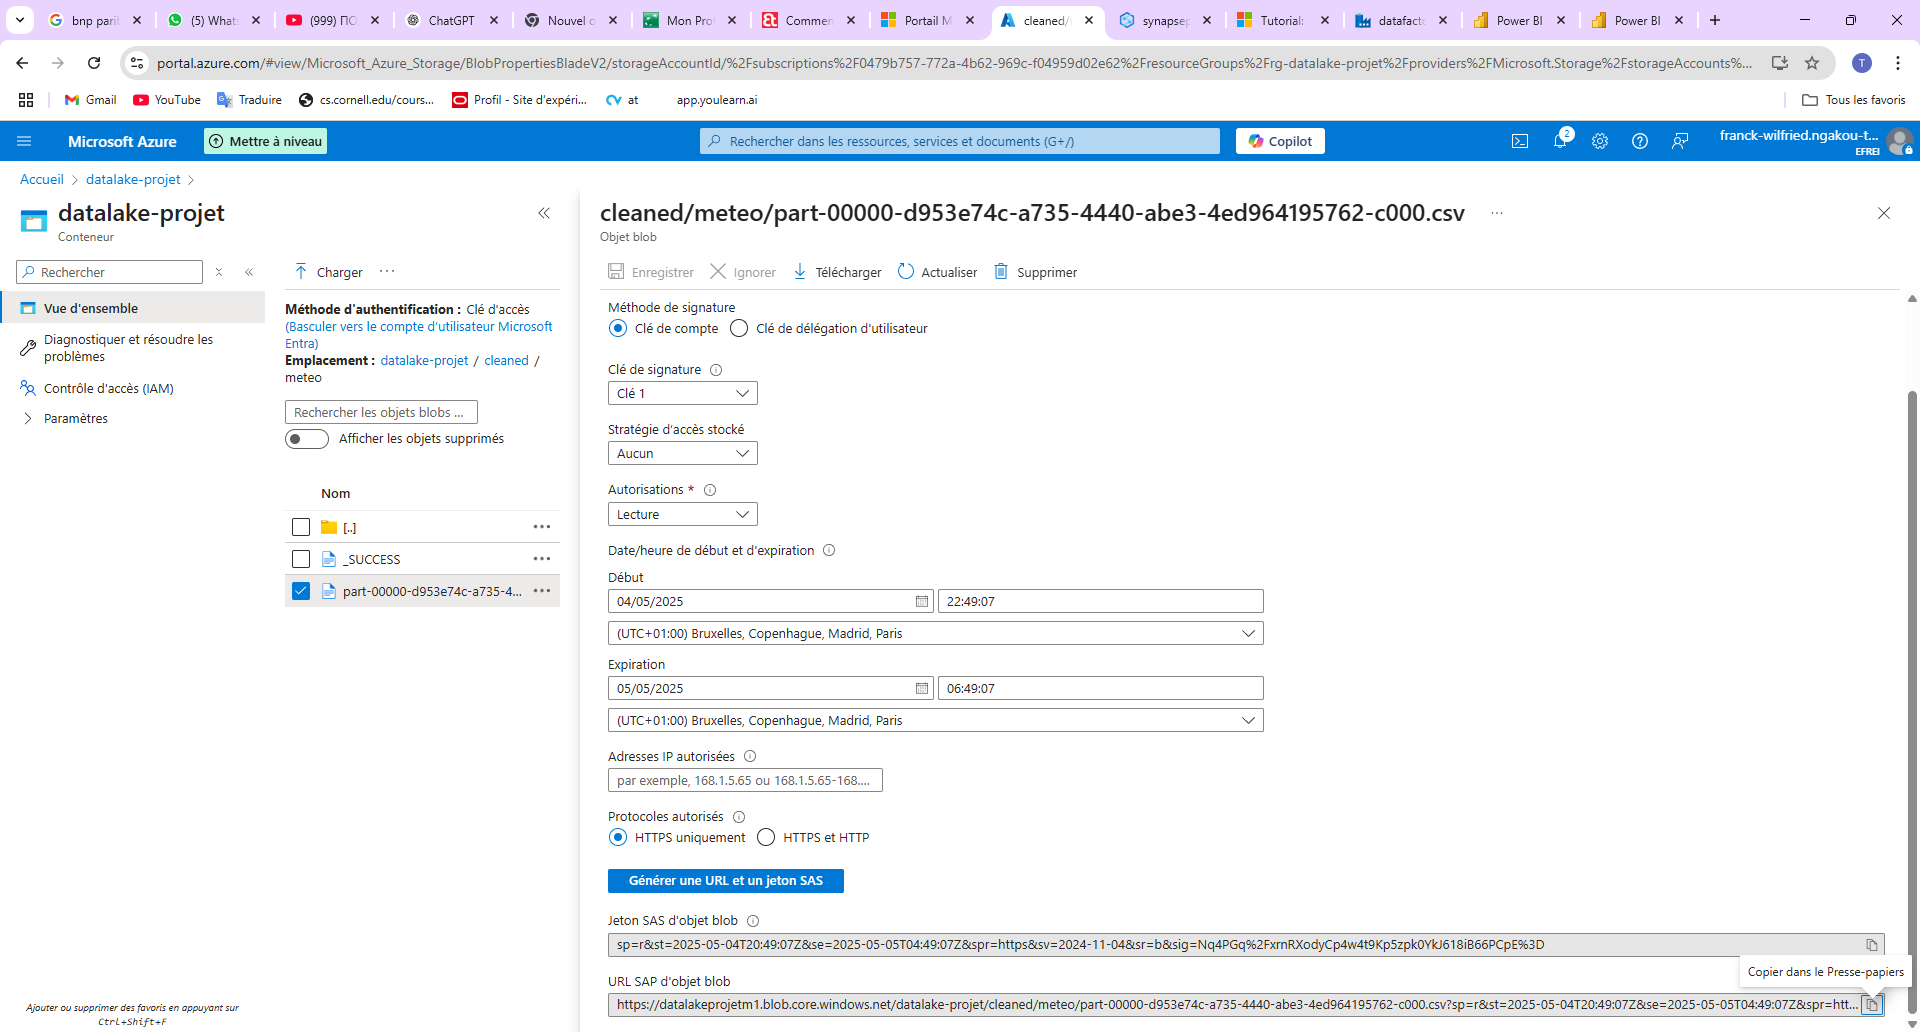 bnp parib
(5) Whats
(999) ПО
ChatGPT
Nouvel o
Mon Pro
Commen
Portail M
cleaned/
synapsep
Tutorial:
datafacto
Power BI
Power BI
portal.azure.com/#view/Microsoft_Azure_Storage/BlobPropertiesBladeV2/storageAccountId/%2Fsubscriptions%2F0479b757-772a-4b62-969c-f04959d02e62%2FresourceGroups%2Frg-datalake-projet%2Fproviders%2FMicrosoft.Storage%2FstorageAccounts%...
T
Gmail
YouTube
Traduire
cs.cornell.edu/cours...
Profil - Site d'expéri...
at
app.youlearn.ai
Tous les favoris
Microsoft Azure
Mettre à niveau
Rechercher dans les ressources, services et documents (G+/)
Copilot
2
franck-wilfried.ngakou-t...
EFREI
Accueil > datalake-projet >
datalake-projet
Conteneur
Rechercher
Vue d'ensemble
Diagnostiquer et résoudre les
problèmes
Contrôle d'accès (IAM)
Paramètres
Charger ...
Méthode d'authentification : Clé d'accès
(Basculer vers le compte d'utilisateur Microsoft
Entra)
Emplacement : datalake-projet / cleaned /
meteo
Rechercher les objets blobs ...
Afficher les objets supprimés
Nom
[..]
_SUCCESS
part-00000-d953e74c-a735-4...
cleaned/meteo/part-00000-d953e74c-a735-4440-abe3-4ed964195762-c000.csv ...
Objet blob
Enregistrer
Ignorer
Télécharger
Actualiser
Supprimer
Méthode de signature
Clé de compte
Clé de délégation d'utilisateur
Clé de signature
Clé 1
Stratégie d'accès stocké
Aucun
Autorisations *
Lecture
Date/heure de début et d'expiration
Début
04/05/2025
22:49:07
(UTC+01:00) Bruxelles, Copenhague, Madrid, Paris
Expiration
05/05/2025
06:49:07
(UTC+01:00) Bruxelles, Copenhague, Madrid, Paris
Adresses IP autorisées
par exemple, 168.1.5.65 ou 168.1.5.65-168....
Protocoles autorisés
HTTPS uniquement
HTTPS et HTTP
Générer une URL et un jeton SAS
Jeton SAS d'objet blob
sp=r&st=2025-05-04T20:49:07Z&se=2025-05-05T04:49:07Z&spr=https&sv=2024-11-04&sr=b&sig=Nq4PGq%2FxrnRXodyCp4w4t9Kp5zpk0YkJ618iB66PCpE%3D
Copier dans le Presse-papiers
URL SAP d'objet blob
https://datalakeprojetm1.blob.core.windows.net/datalake-projet/cleaned/meteo/part-00000-d953e74c-a735-4440-abe3-4ed964195762-c000.csv?sp=r&st=2025-05-04T20:49:07Z&se=2025-05-05T04:49:07Z&spr=htt...
Ajouter ou supprimer des favoris en appuyant sur
Ctrl+Shift+F